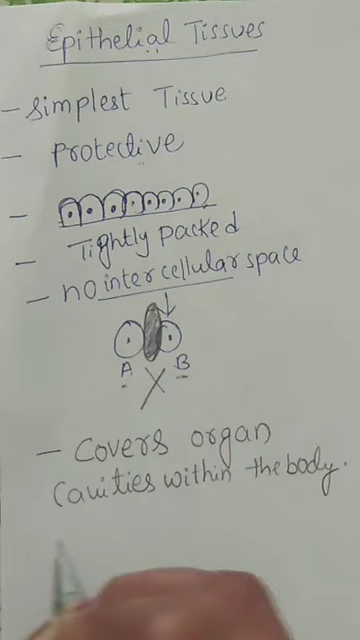 Epithelial Tissues
- Simplest Tissue
- Protective
-
- Tightly packed
- no intercellular space
A B
- Covers organ
Cavities within the body.